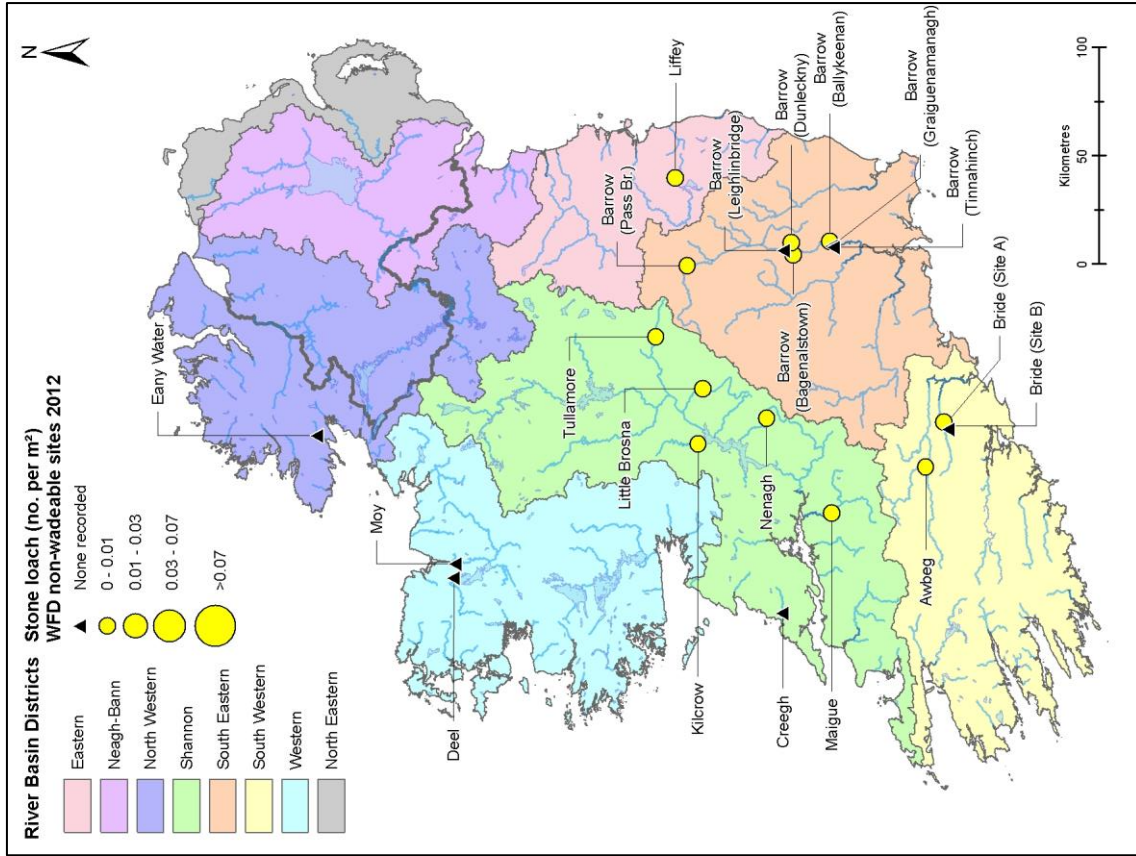 River Basin Districts
Eastern
Neagh-Bann
North Western
Shannon
South Eastern
South Western
Western
North Eastern
Stone loach (no. per m²)
WFD non-wadeable sites 2012
None recorded
0 - 0.01
0.01 - 0.03
0.03 - 0.07
>0.07
N
Eany Water
Moy
Deel
Tullamore
Little Brosna
Kilcrow
Nenagh
Creegh
Maigue
Awbeg
Liffey
Barrow
(Pass Br.)
Barrow
(Leighlinbridge)
Barrow
(Dunleckny)
Barrow
(Bagenalstown)
Barrow
(Ballykeenan)
Barrow
(Graiguenamanagh)
Barrow
(Tinnahinch)
Bride (Site A)
Bride (Site B)
0
50
100
Kilometres